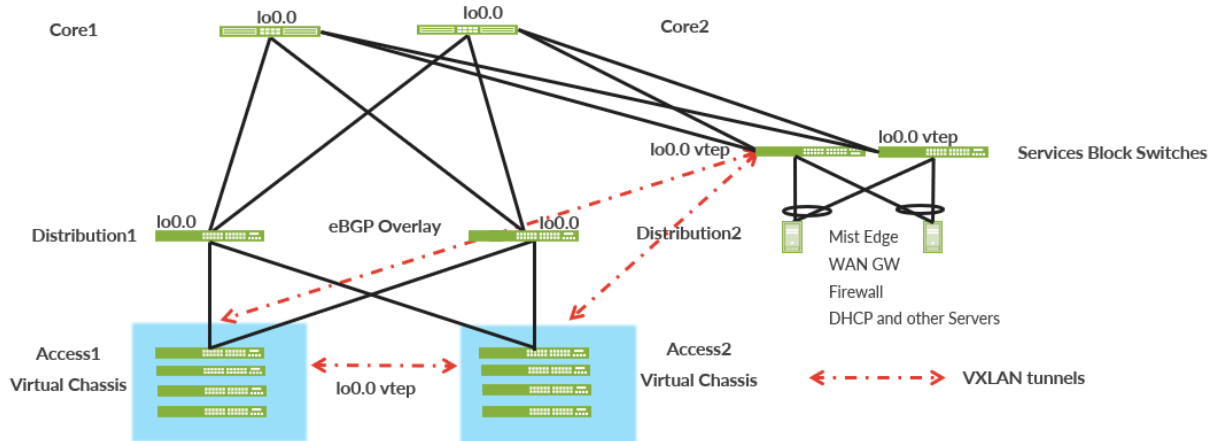 lo0.0
lo0.0
Core1
Core2
lo0.0 vtep
lo0.0 vtep
Services Block Switches
lo0.0
lo0.0
Distribution1
eBGP Overlay
Distribution2
Mist Edge
WAN GW
Firewall
DHCP and other Servers
Access1
Virtual Chassis
lo0.0 vtep
Access2
Virtual Chassis
VXLAN tunnels